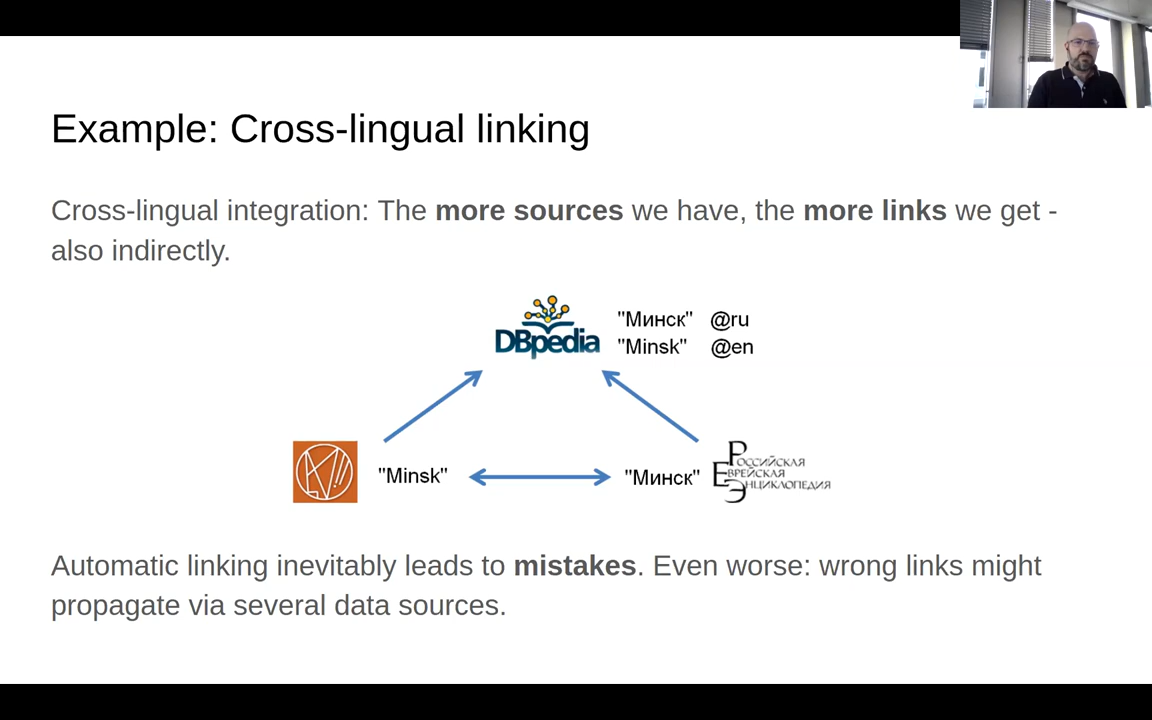 Example: Cross-lingual linking
Cross-lingual integration: The more sources we have, the more links we get -
also indirectly.
DBpedia
"Минск" @ru
"Minsk" @en
"Minsk"
"Минск"
Российская
Еврейская
Энциклопедия
Automatic linking inevitably leads to mistakes. Even worse: wrong links might
propagate via several data sources.